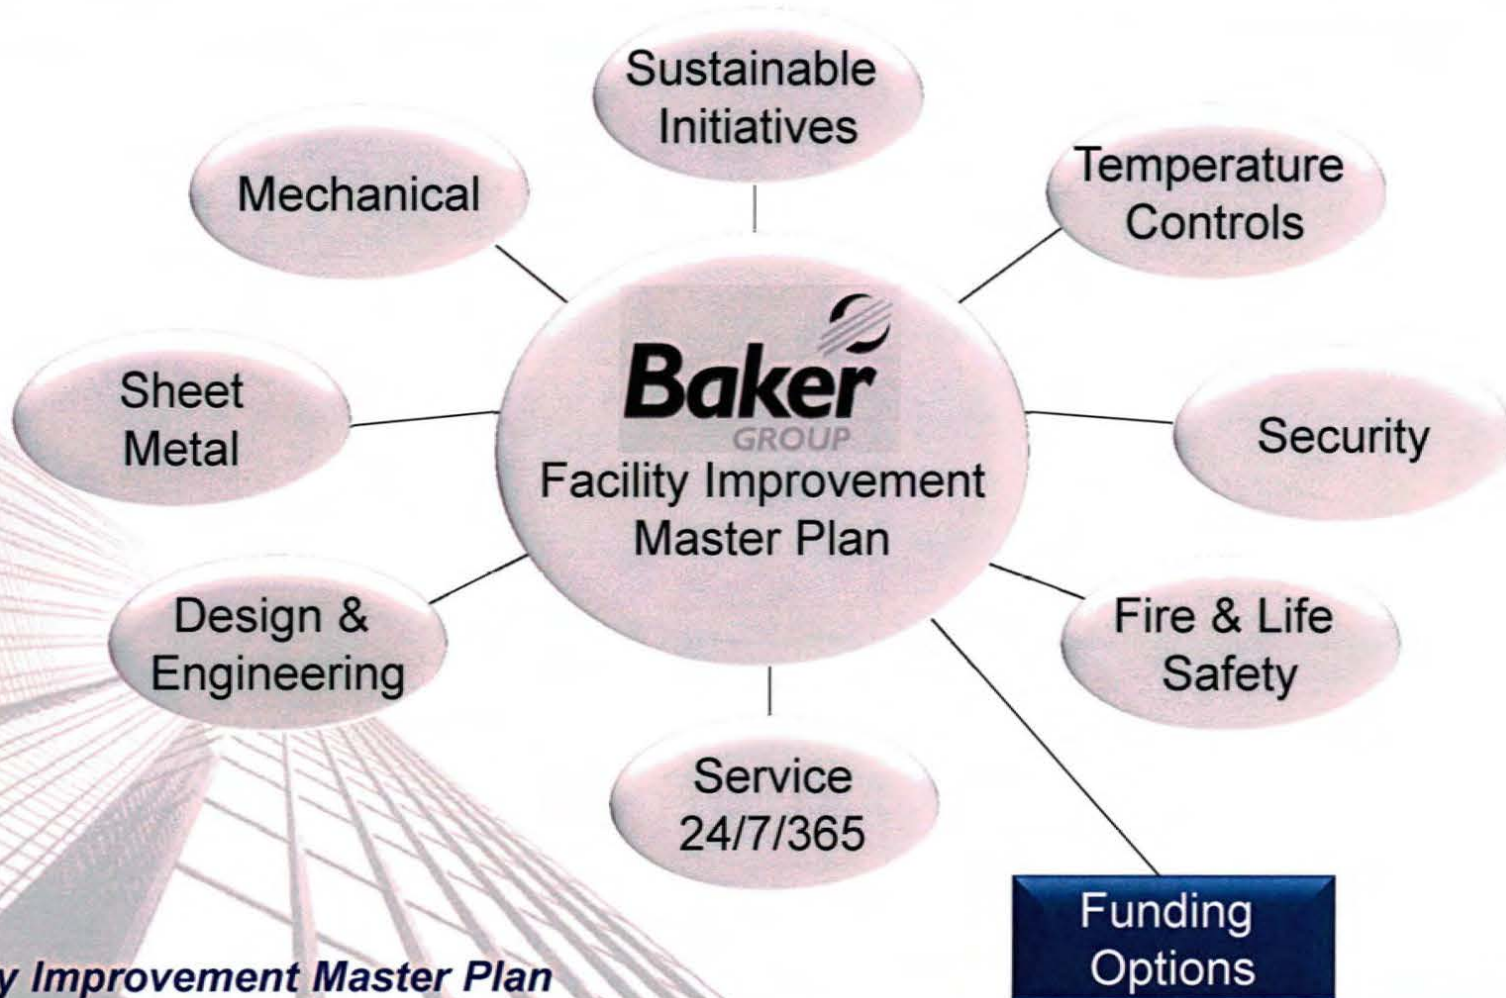 Sustainable
Initiatives
Mechanical
Temperature
Controls
Baker
GROUP
Facility Improvement
Master Plan
Sheet
Metal
Security
Design &
Engineering
Fire & Life
Safety
Service
24/7/365
Funding
Options
y Improvement Master Plan